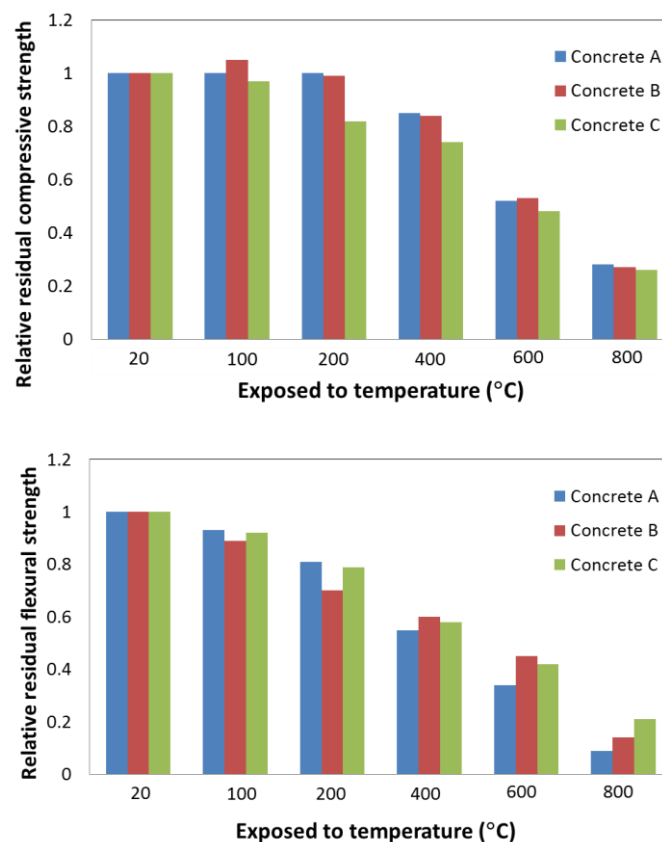 Relative residual compressive strength
1.2
1
0.8
0.6
0.4
0.2
0
Concrete A
Concrete B
Concrete C
20 100 200 400 600 800
Exposed to temperature (°C)
Relative residual flexural strength
1.2
1
0.8
0.6
0.4
0.2
0
Concrete A
Concrete B
Concrete C
20 100 200 400 600 800
Exposed to temperature (°C)